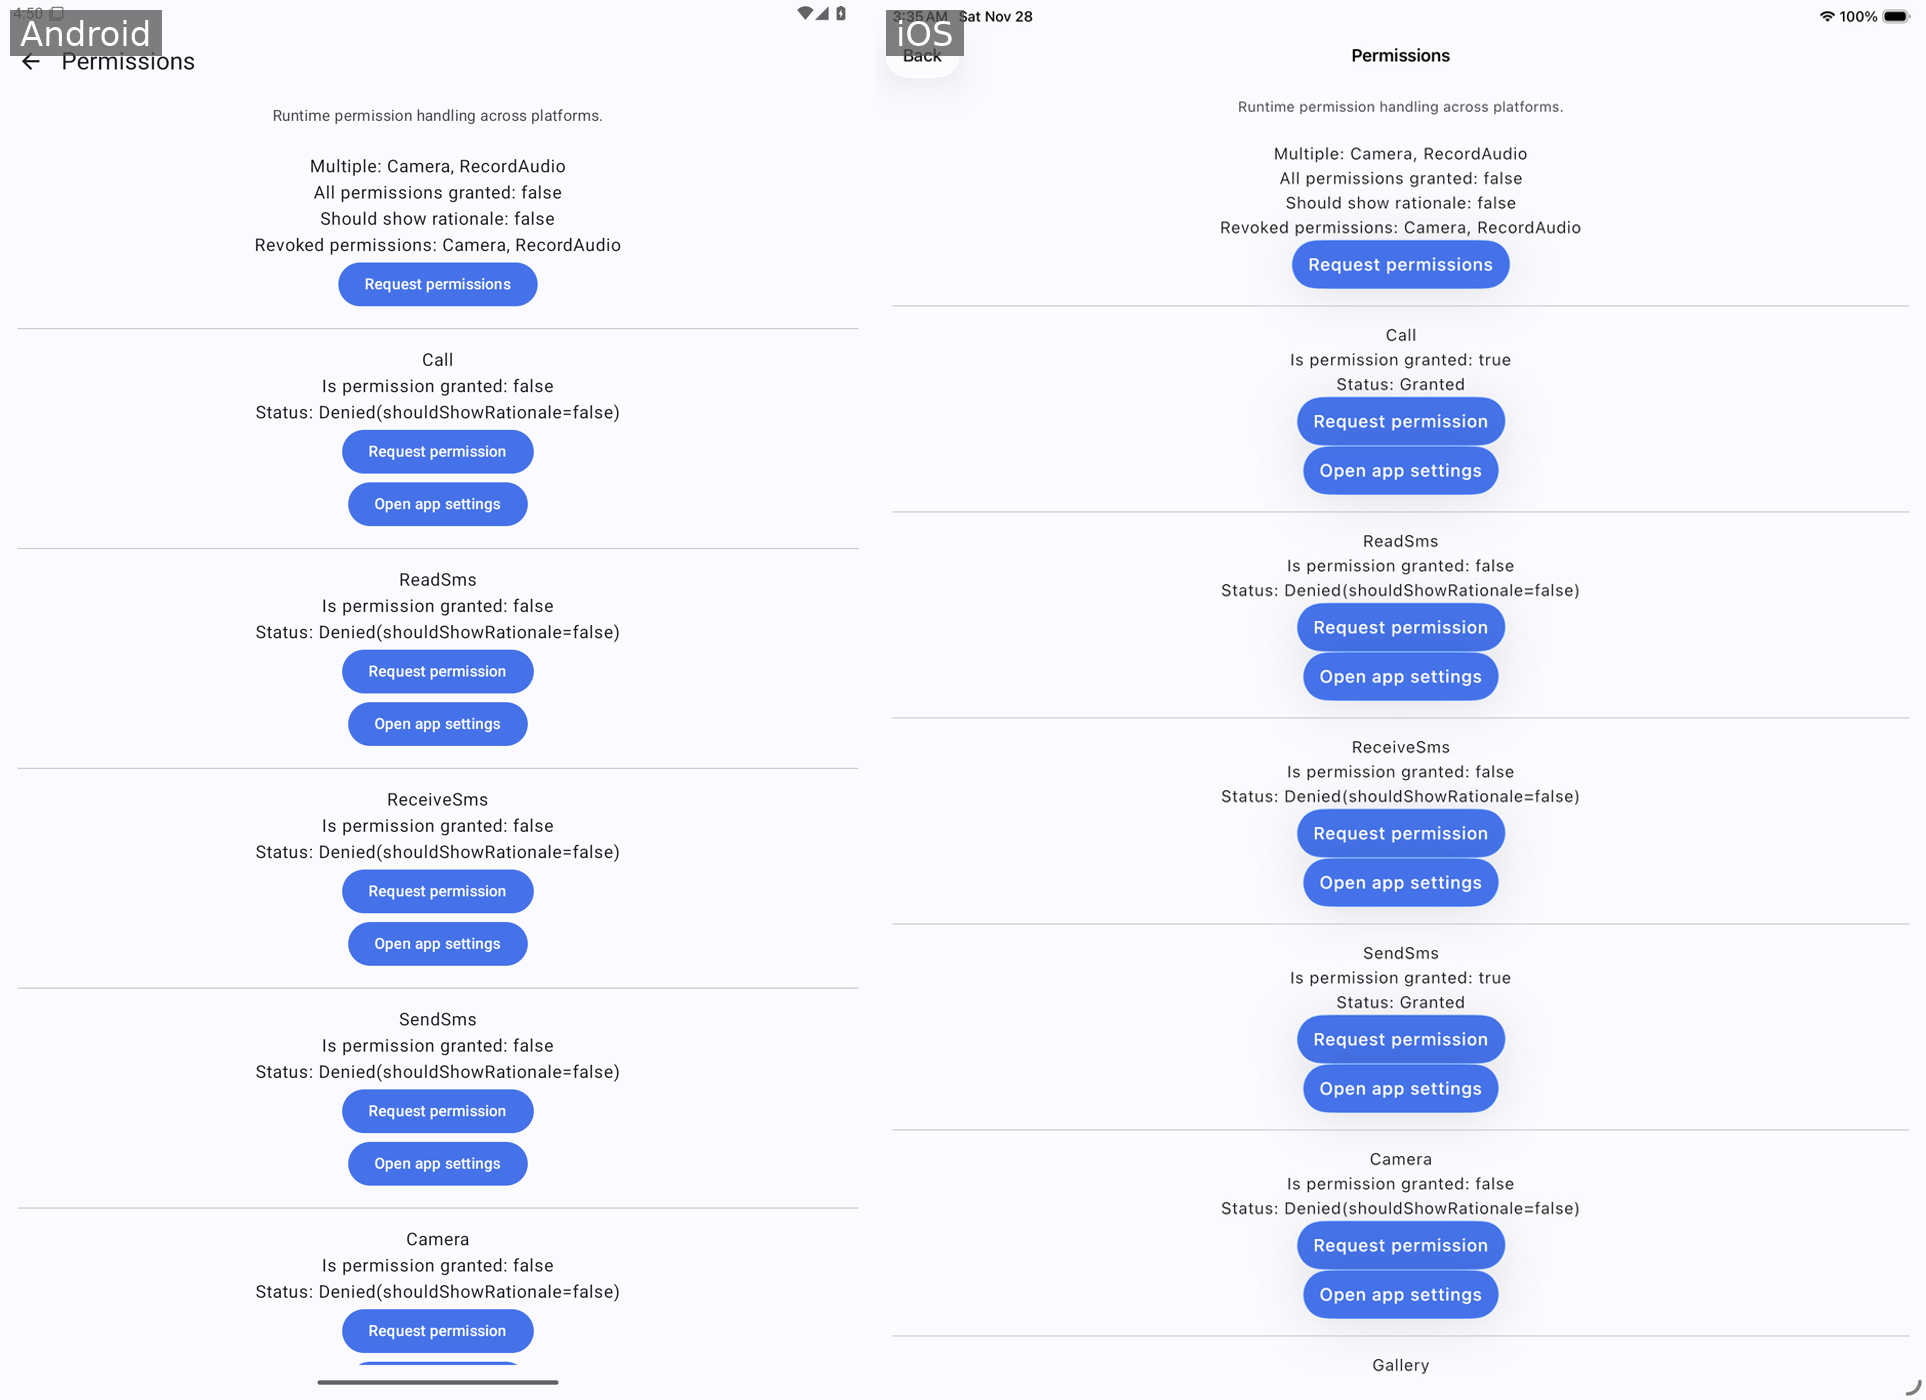 4:50
Android
Permissions
Runtime permission handling across platforms.
Multiple: Camera, RecordAudio
All permissions granted: false
Should show rationale: false
Revoked permissions: Camera, RecordAudio
Request permissions
Call
Is permission granted: false
Status: Denied(shouldShowRationale=false)
Request permission
Open app settings
ReadSms
Is permission granted: false
Status: Denied(shouldShowRationale=false)
Request permission
Open app settings
ReceiveSms
Is permission granted: false
Status: Denied(shouldShowRationale=false)
Request permission
Open app settings
SendSms
Is permission granted: false
Status: Denied(shouldShowRationale=false)
Request permission
Open app settings
Camera
Is permission granted: false
Status: Denied(shouldShowRationale=false)
Request permission
3:35 AM Sat Nov 28
100%
iOS
Back
Permissions
Runtime permission handling across platforms.
Multiple: Camera, RecordAudio
All permissions granted: false
Should show rationale: false
Revoked permissions: Camera, RecordAudio
Request permissions
Call
Is permission granted: true
Status: Granted
Request permission
Open app settings
ReadSms
Is permission granted: false
Status: Denied(shouldShowRationale=false)
Request permission
Open app settings
ReceiveSms
Is permission granted: false
Status: Denied(shouldShowRationale=false)
Request permission
Open app settings
SendSms
Is permission granted: true
Status: Granted
Request permission
Open app settings
Camera
Is permission granted: false
Status: Denied(shouldShowRationale=false)
Request permission
Open app settings
Gallery